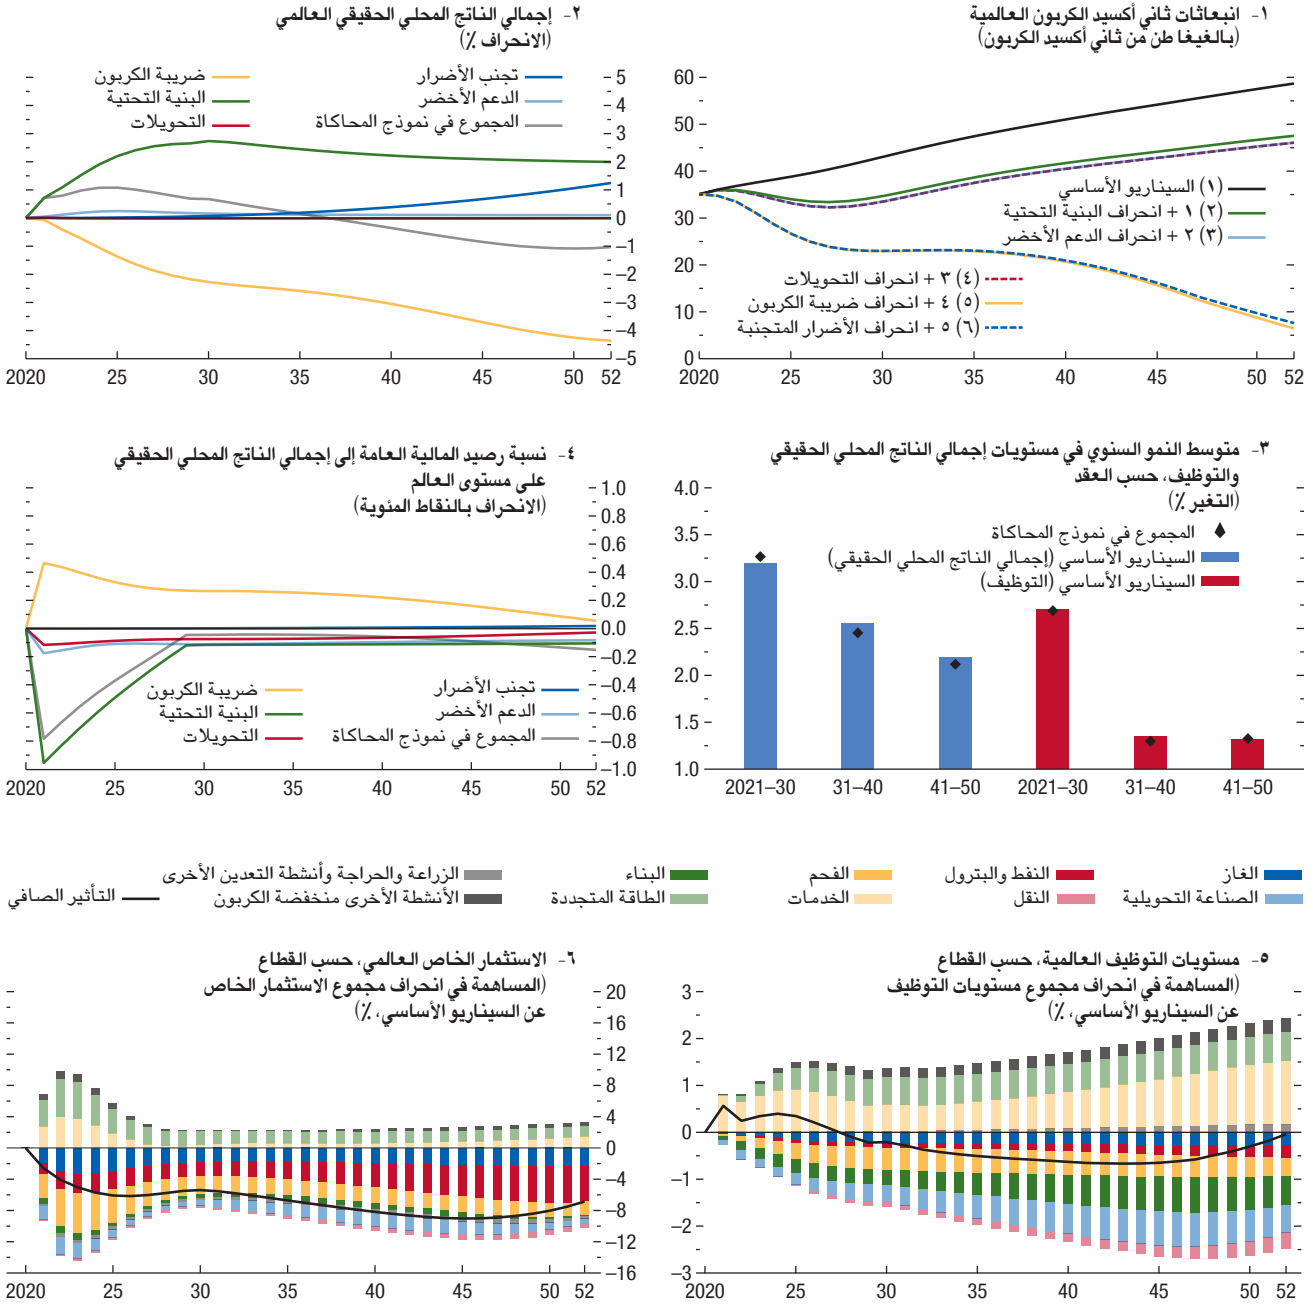 ١- انبعاثات ثاني أكسيد الكربون العالمية
(بالغيغا طن من ثاني أكسيد الكربون)
60
50
40
30
20
10
0
(١) السيناريو الأساسي
(٢) ١ + انحراف البنية التحتية
(٣) ٢ + انحراف الدعم الأخضر
(٤) ٣ + انحراف التحويلات
(٥) ٤ + انحراف ضريبة الكربون
(٦) ٥ + انحراف الأضرار المتجنبة
2020 25 30 35 40 45 50 52
٢- إجمالي الناتج المحلي الحقيقي العالمي
(الانحراف ٪)
تجنب الأضرار
الدعم الأخضر
المجموع في نموذج المحاكاة
ضريبة الكربون
البنية التحتية
التحويلات
5
4
3
2
1
0
–1
–2
–3
–4
–5
2020 25 30 35 40 45 50 52
٣- متوسط النمو السنوي في مستويات إجمالي الناتج المحلي الحقيقي
والتوظيف، حسب العقد
(التغير ٪)
4.0
3.5
3.0
2.5
2.0
1.5
1.0
المجموع في نموذج المحاكاة
السيناريو الأساسي (إجمالي الناتج المحلي الحقيقي)
السيناريو الأساسي (التوظيف)
2021–30 31–40 41–50 2021–30 31–40 41–50
٤- نسبة رصيد المالية العامة إلى إجمالي الناتج المحلي الحقيقي
على مستوى العالم
(الانحراف بالنقاط المئوية)
1.0
0.8
0.6
0.4
0.2
0.0
–0.2
–0.4
–0.6
–0.8
–1.0
تجنب الأضرار
الدعم الأخضر
المجموع في نموذج المحاكاة
ضريبة الكربون
البنية التحتية
التحويلات
2020 25 30 35 40 45 50 52
الغاز النفط والبترول الفحم البناء الزراعة والحراجة وأنشطة التعدين الأخرى
الصناعة التحويلية النقل الخدمات الطاقة المتجددة الأنشطة الأخرى منخفضة الكربون التأثير الصافي
٥- مستويات التوظيف العالمية، حسب القطاع
(المساهمة في انحراف مجموع مستويات التوظيف
عن السيناريو الأساسي، ٪)
3
2
1
0
–1
–2
–3
2020 25 30 35 40 45 50 52
٦- الاستثمار الخاص العالمي، حسب القطاع
(المساهمة في انحراف مجموع الاستثمار الخاص
عن السيناريو الأساسي، ٪)
20
16
12
8
4
0
–4
–8
–12
–16
2020 25 30 35 40 45 50 52